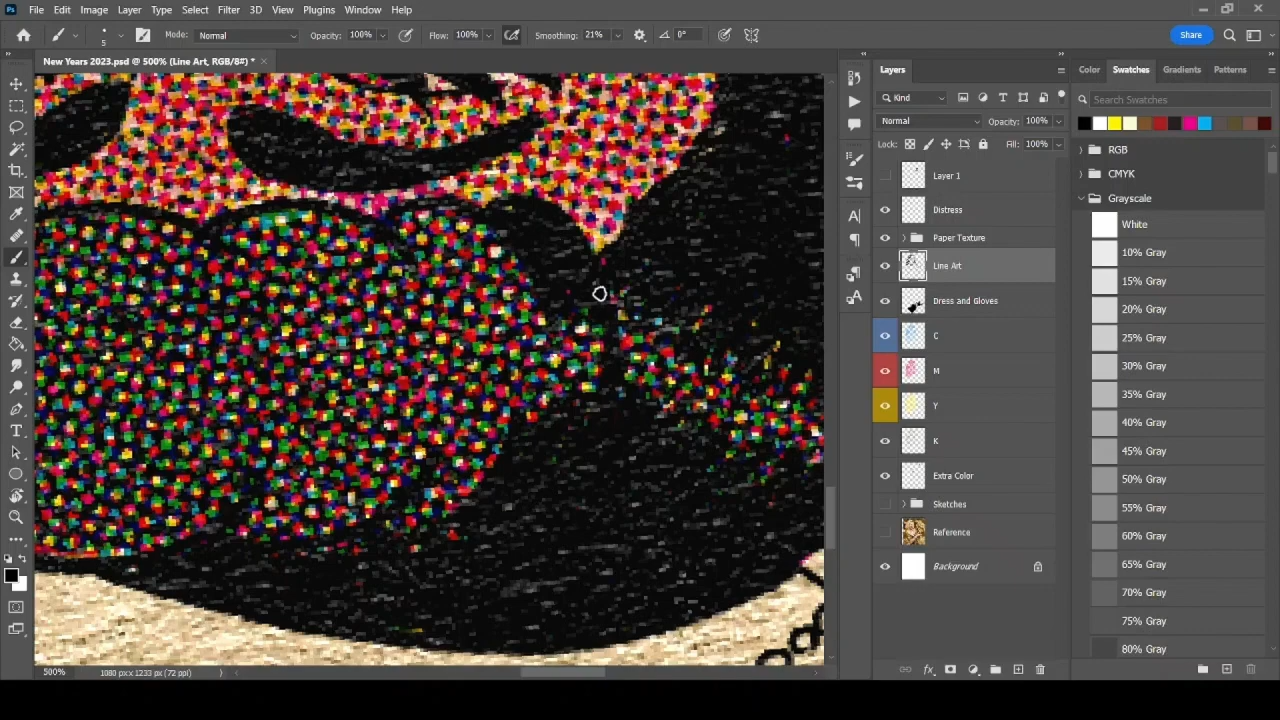 Ps File Edit Image Layer Type Select Filter 3D View Plugins Window Help
5 Mode: Normal Opacity: 100% Flow: 100% Smoothing: 21% 0° Share
New Years 2023.psd @ 500% (Line Art, RGB/8#) *
Layers
Kind
Normal Opacity: 100%
Lock: Fill: 100%
Layer 1
Distress
Paper Texture
Line Art
Dress and Gloves
C
M
Y
K
Extra Color
Sketches
Reference
Background
Color Swatches Gradients Patterns
Search Swatches
RGB
CMYK
Grayscale
White
10% Gray
15% Gray
20% Gray
25% Gray
30% Gray
35% Gray
40% Gray
45% Gray
50% Gray
55% Gray
60% Gray
65% Gray
70% Gray
75% Gray
80% Gray
500% 1080 px x 1233 px (72 ppi)
fx